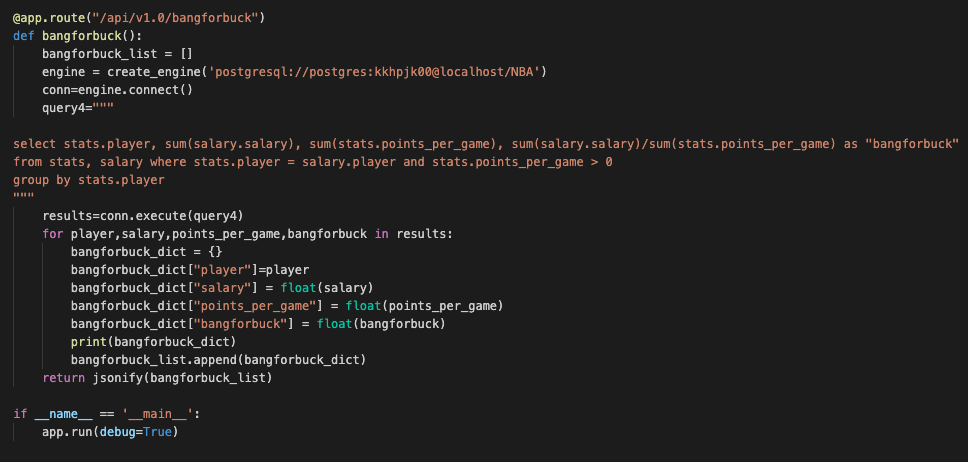 @app.route("/api/v1.0/bangforbuck")
def bangforbuck():
    bangforbuck_list = []
    engine = create_engine('postgresql://postgres:kkhpjk00@localhost/NBA')
    conn=engine.connect()
    query4="""

select stats.player, sum(salary.salary), sum(stats.points_per_game), sum(salary.salary)/sum(stats.points_per_game) as "bangforbuck"
from stats, salary where stats.player = salary.player and stats.points_per_game > 0
group by stats.player
"""
    results=conn.execute(query4)
    for player,salary,points_per_game,bangforbuck in results:
        bangforbuck_dict = {}
        bangforbuck_dict["player"]=player
        bangforbuck_dict["salary"] = float(salary)
        bangforbuck_dict["points_per_game"] = float(points_per_game)
        bangforbuck_dict["bangforbuck"] = float(bangforbuck)
        print(bangforbuck_dict)
        bangforbuck_list.append(bangforbuck_dict)
    return jsonify(bangforbuck_list)

if __name__ == '__main__':
    app.run(debug=True)